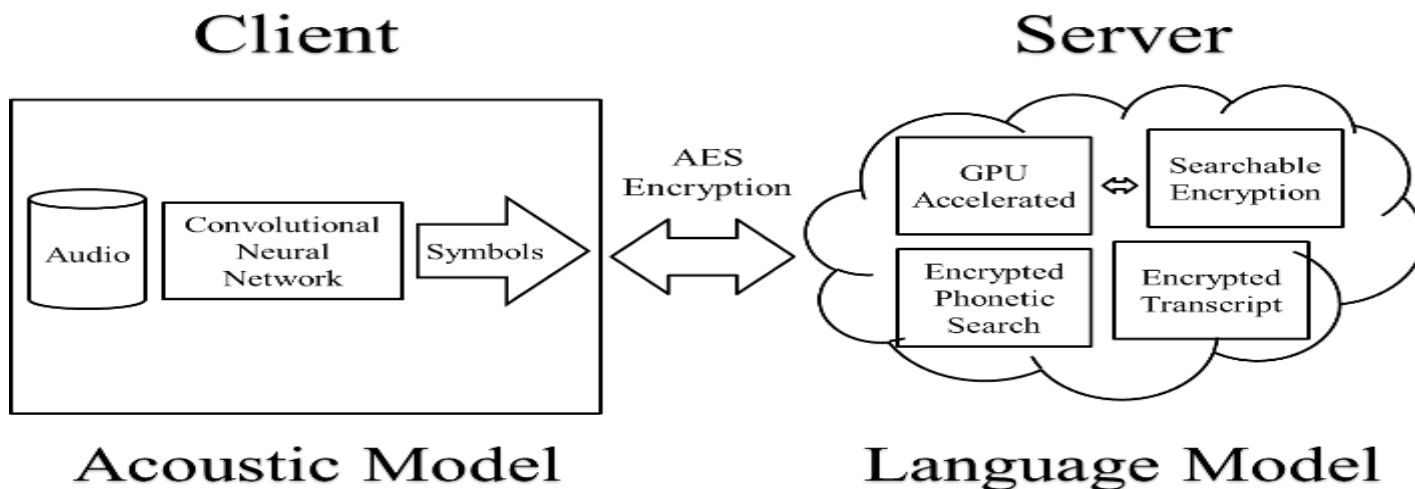 Client
Server
Audio
Convolutional
Neural
Network
Symbols
AES
Encryption
GPU
Accelerated
Searchable
Encryption
Encrypted
Phonetic
Search
Encrypted
Transcript
Acoustic Model
Language Model